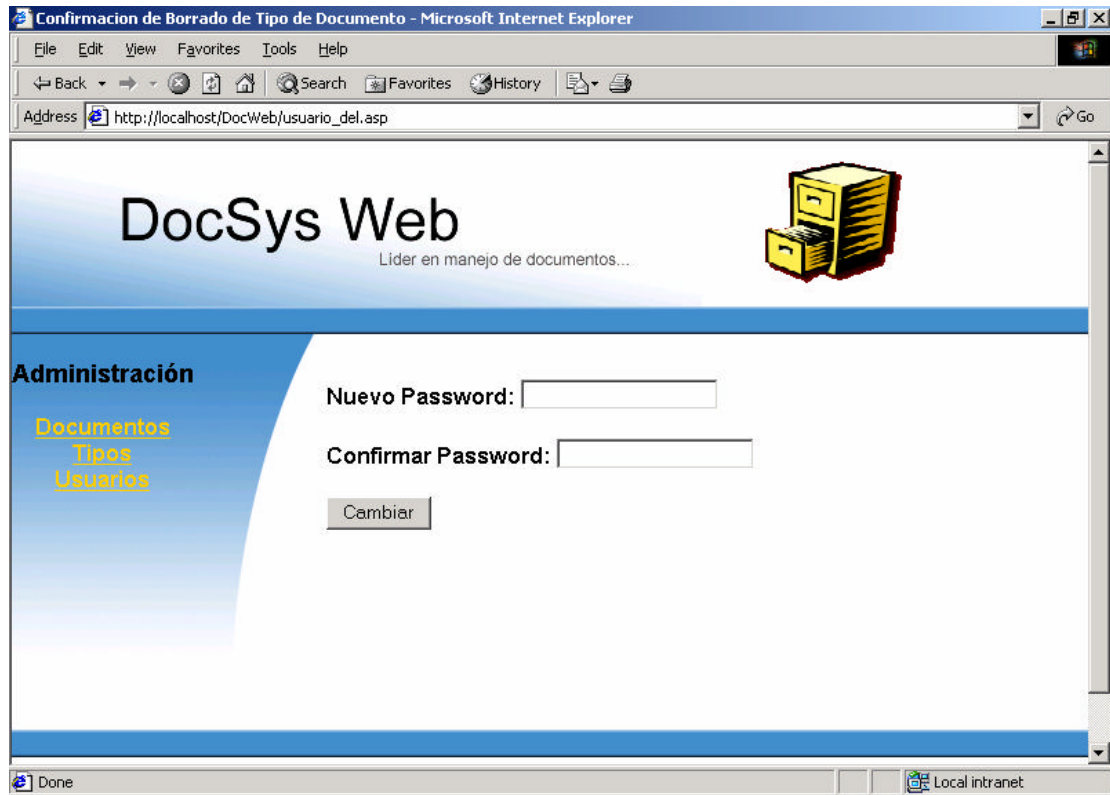 Confirmacion de Borrado de Tipo de Documento - Microsoft Internet Explorer
File Edit View Favorites Tools Help
Back Search Favorites History
Address http://localhost/DocWeb/usuario_del.asp Go
DocSys Web
Lider en manejo de documentos...
Administración
Documentos
Tipos
Usuarios
Nuevo Password:
Confirmar Password:
Cambiar
Done Local intranet